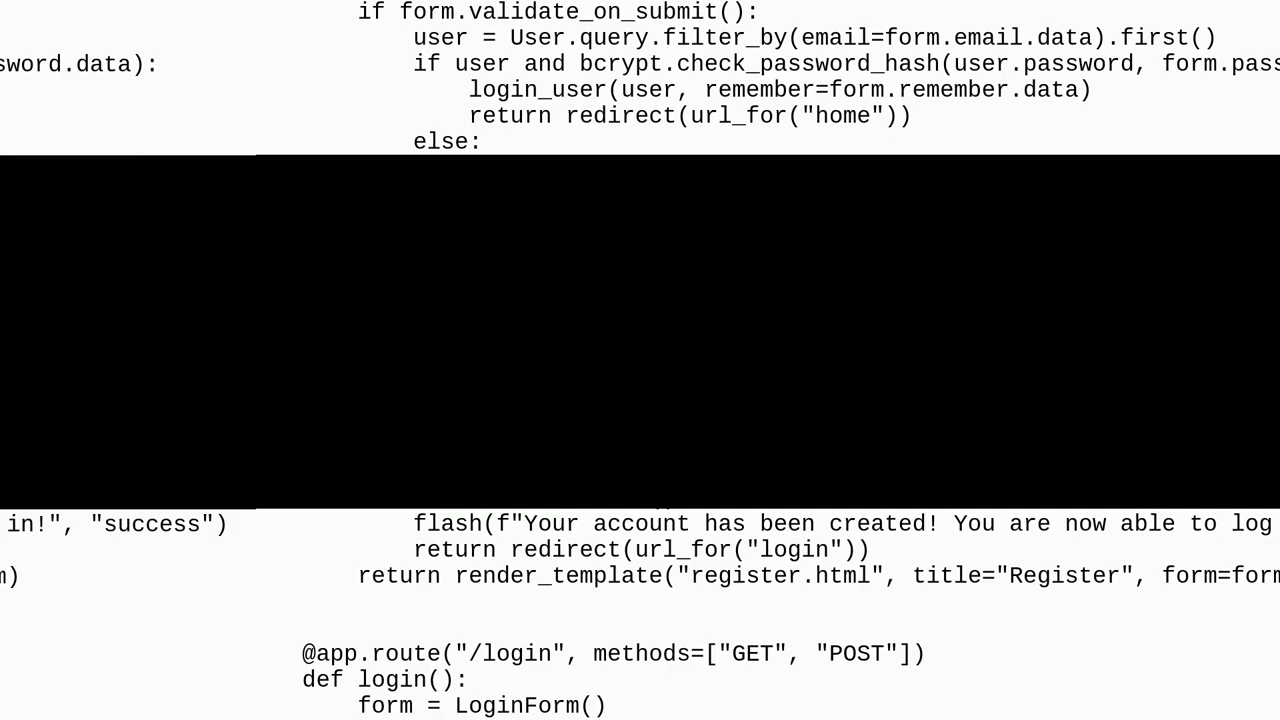 if form.validate_on_submit():
user = User.query.filter_by(email=form.email.data).first()
sword.data): if user and bcrypt.check_password_hash(user.password, form.pass
login_user(user, remember=form.remember.data)
return redirect(url_for("home"))
else:
in!", "success") flash(f"Your account has been created! You are now able to log
return redirect(url_for("login"))
m) return render_template("register.html", title="Register", form=form
@app.route("/login", methods=["GET", "POST"])
def login():
form = LoginForm()